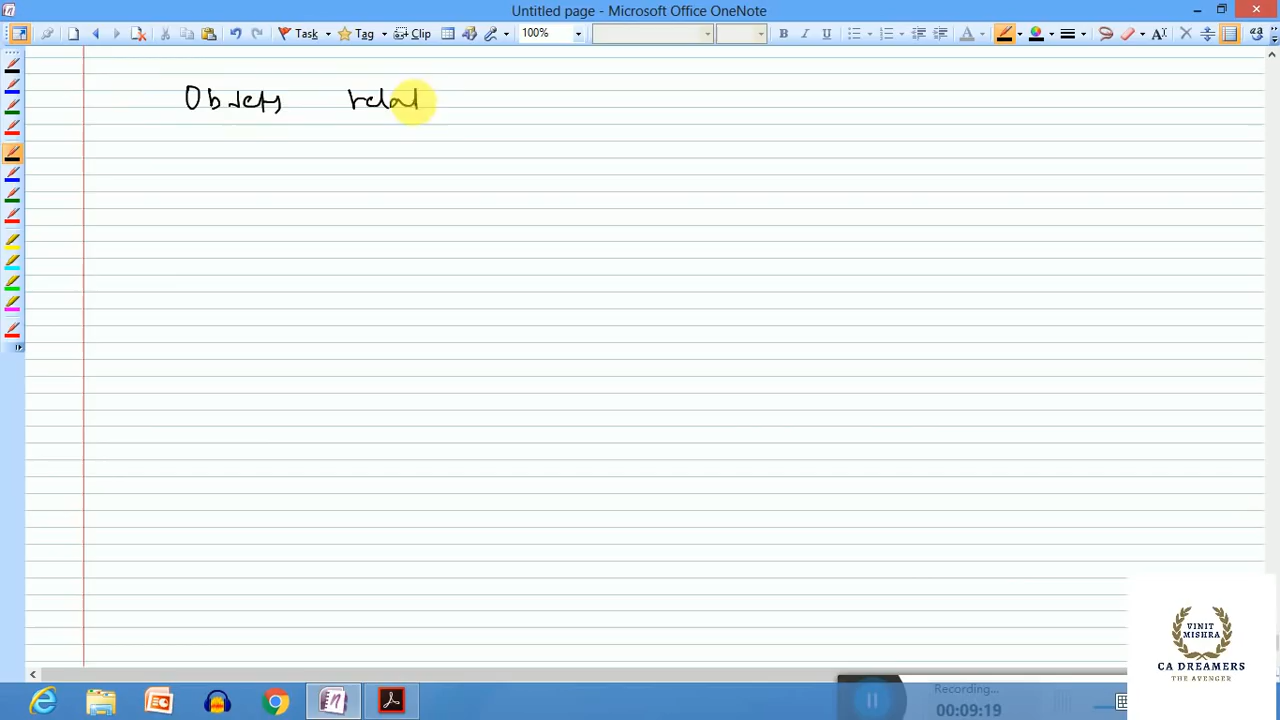 Untitled page - Microsoft Office OneNote
Task Tag Clip 100% B I U
Objects relat
VINIT
MISHRA
CA DREAMERS
THE AVENGER
Recording...
00:09:19